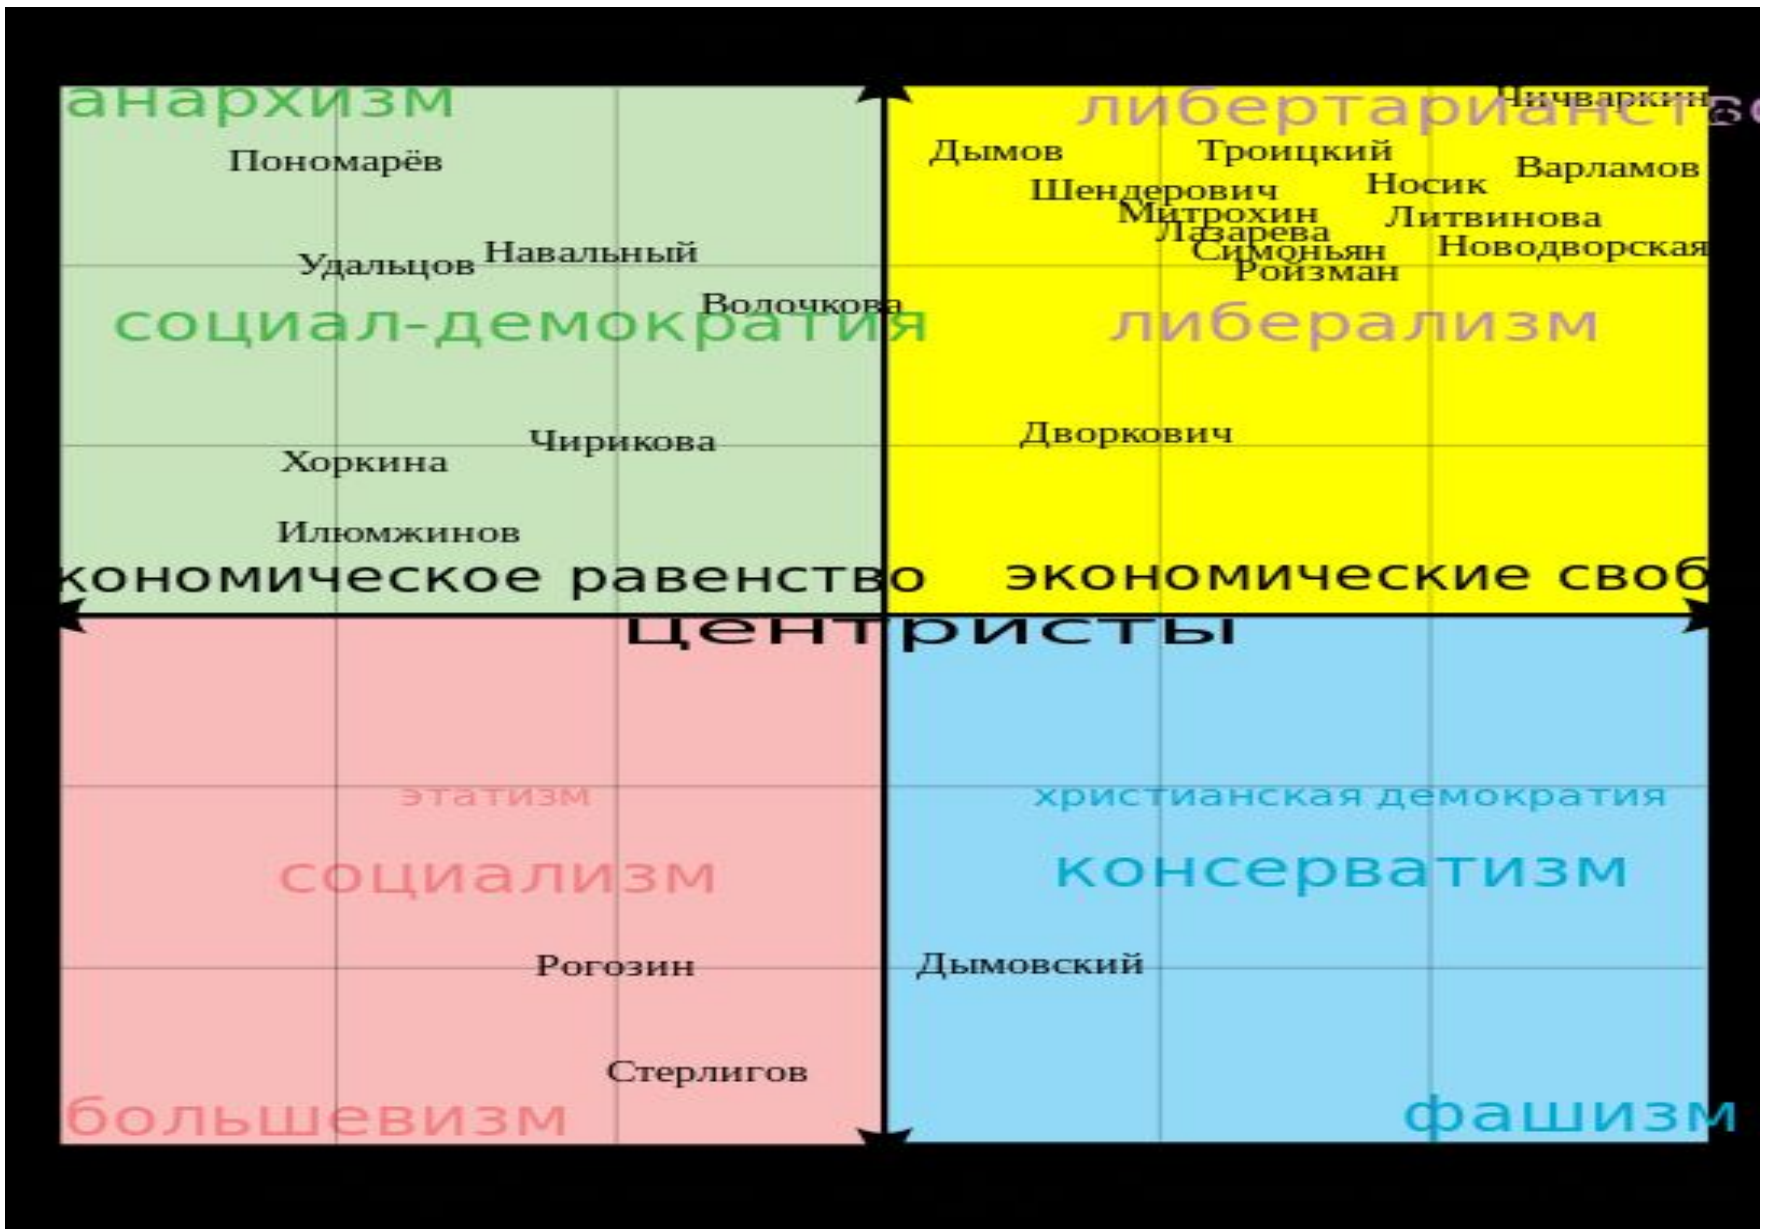 анархизм
Пономарёв
Удальцов
Навальный
Волочкова
социал-демократия
Чирикова
Хоркина
Илюмжинов
кономическое равенство
Чичваркин
либертарианство
Дымов
Троицкий
Варламов
Шендерович
Носик
Митрохин
Литвинова
Лазарева
Симоньян
Новодворская
Ройзман
либерализм
Дворкович
экономические своб
центристы
этатизм
социализм
Рогозин
Стерлигов
большевизм
христианская демократия
консерватизм
Дымовский
фашизм